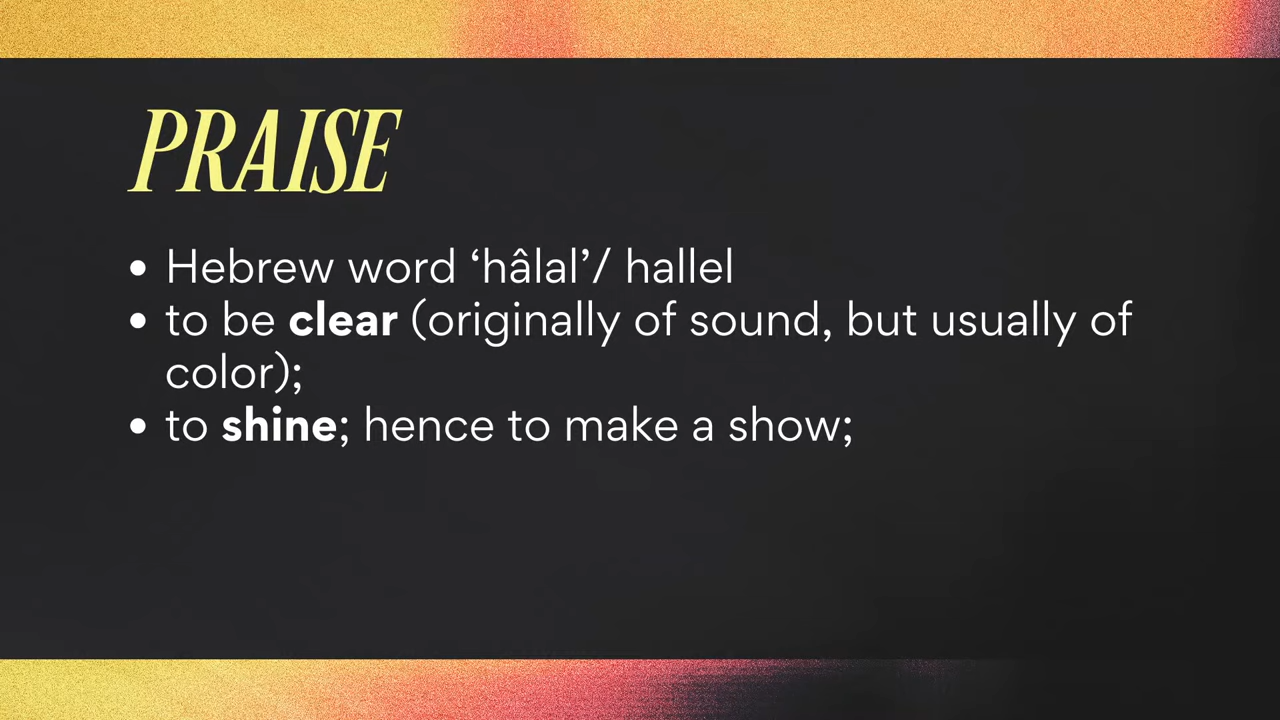 PRAISE
• Hebrew word ‘hâlal’/ hallel
• to be clear (originally of sound, but usually of
color);
• to shine; hence to make a show;